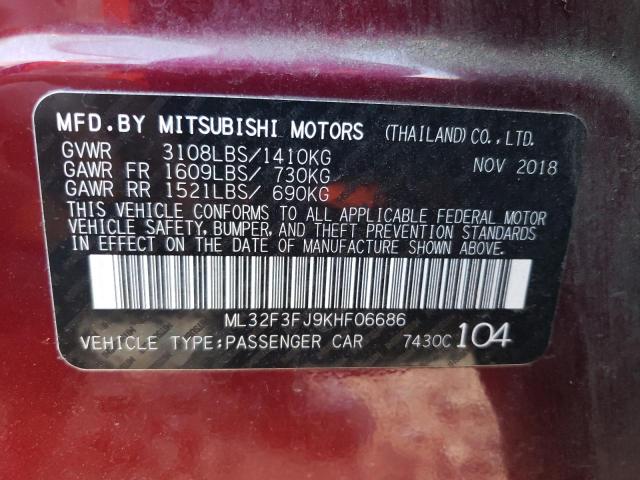 MFD.BY MITSUBISHI MOTORS (THAILAND)CO.,LTD.
GVWR 3108LBS/1410KG NOV 2018
GAWR FR 1609LBS/ 730KG
GAWR RR 1521LBS/ 690KG
THIS VEHICLE CONFORMS TO ALL APPLICABLE FEDERAL MOTOR
VEHICLE SAFETY, BUMPER, AND THEFT PREVENTION STANDARDS
IN EFFECT ON THE DATE OF MANUFACTURE SHOWN ABOVE.
ML32F3FJ9KHF06686
VEHICLE TYPE:PASSENGER CAR 7430C 104